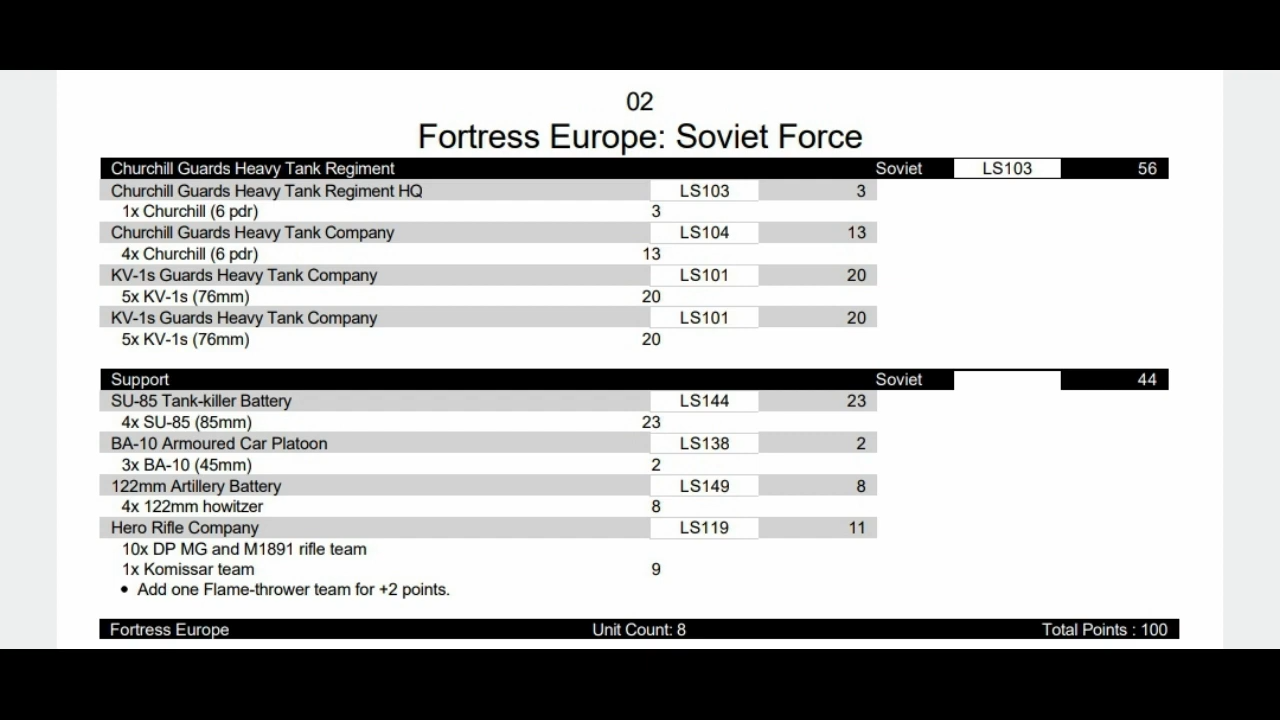 02
Fortress Europe: Soviet Force
Churchill Guards Heavy Tank Regiment Soviet LS103 56
Churchill Guards Heavy Tank Regiment HQ LS103 3
1x Churchill (6 pdr) 3
Churchill Guards Heavy Tank Company LS104 13
4x Churchill (6 pdr) 13
KV-1s Guards Heavy Tank Company LS101 20
5x KV-1s (76mm) 20
KV-1s Guards Heavy Tank Company LS101 20
5x KV-1s (76mm) 20
Support Soviet 44
SU-85 Tank-killer Battery LS144 23
4x SU-85 (85mm) 23
BA-10 Armoured Car Platoon LS138 2
3x BA-10 (45mm) 2
122mm Artillery Battery LS149 8
4x 122mm howitzer 8
Hero Rifle Company LS119 11
10x DP MG and M1891 rifle team
1x Komissar team 9
• Add one Flame-thrower team for +2 points.
Fortress Europe Unit Count: 8 Total Points : 100